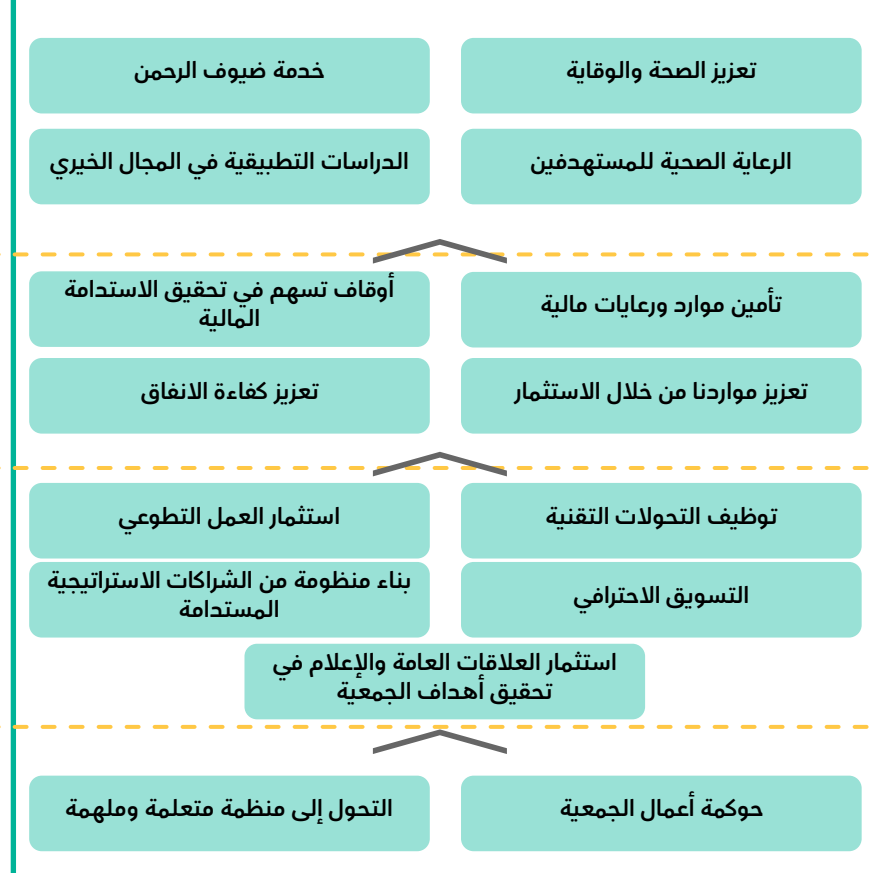 تعزيز الصحة والوقاية
خدمة ضيوف الرحمن
الرعاية الصحية للمستهدفين
الدراسات التطبيقية في المجال الخيري
تأمين موارد ورعايات مالية
أوقاف تسهم في تحقيق الاستدامة
المالية
تعزيز مواردنا من خلال الاستثمار
تعزيز كفاءة الانفاق
توظيف التحولات التقنية
استثمار العمل التطوعي
التسويق الاحترافي
بناء منظومة من الشراكات الاستراتيجية
المستدامة
استثمار العلاقات العامة والإعلام في
تحقيق أهداف الجمعية
حوكمة أعمال الجمعية
التحول إلى منظمة متعلمة وملهمة